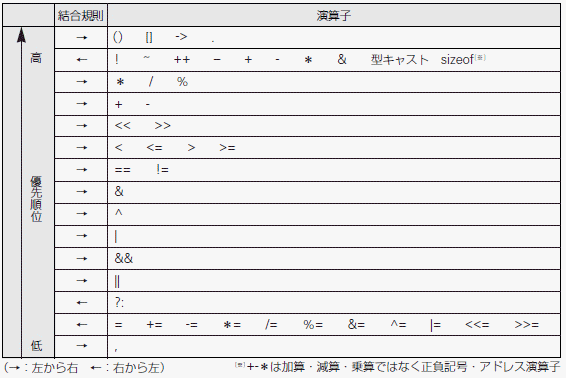 結合規則 演算子
→ () [] -> .
高 ← ! ~ ++ -- + - * & 型キャスト sizeof[※]
→ * / %
→ + -
→ << >>
→ < <= > >=
→ == !=
優先順位 → &
→ ^
→ |
→ &&
→ ||
← ?:
← = += -= *= /= %= &= ^= |= <<= >>=
低 → ,
(→：左から右 ←：右から左) [※]+-*は加算・減算・乗算ではなく正負記号・アドレス演算子